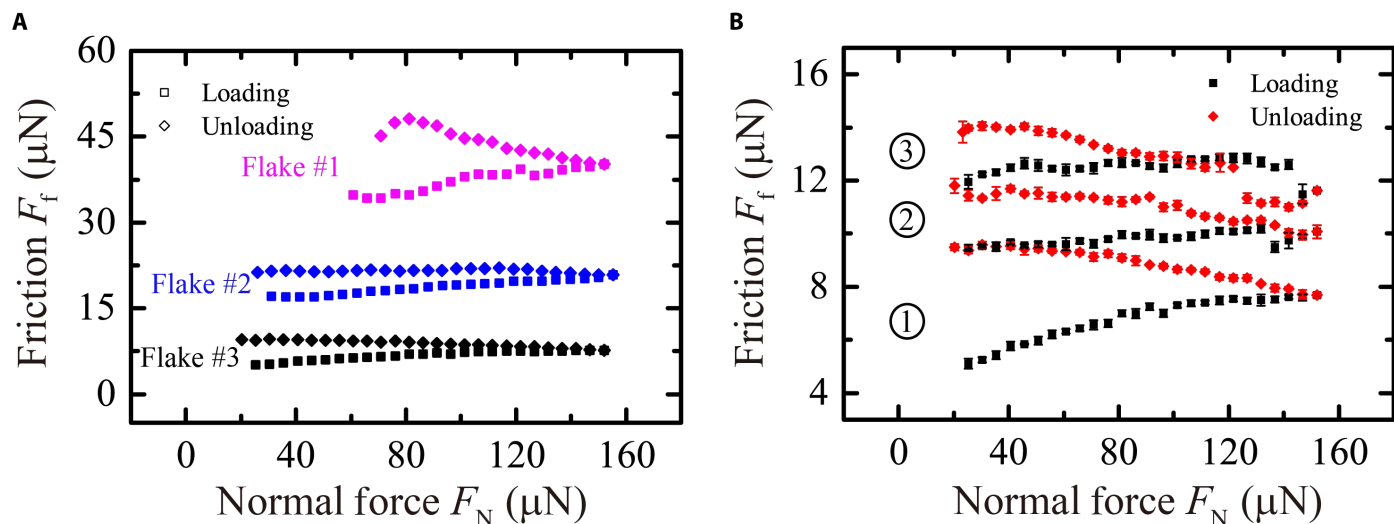 A
60
45
30
15
0
Friction F_f (μN)
Loading
Unloading
Flake #1
Flake #2
Flake #3
0 40 80 120 160
Normal force F_N (μN)
B
16
12
8
4
Friction F_f (μN)
Loading
Unloading
③
②
①
0 40 80 120 160
Normal force F_N (μN)